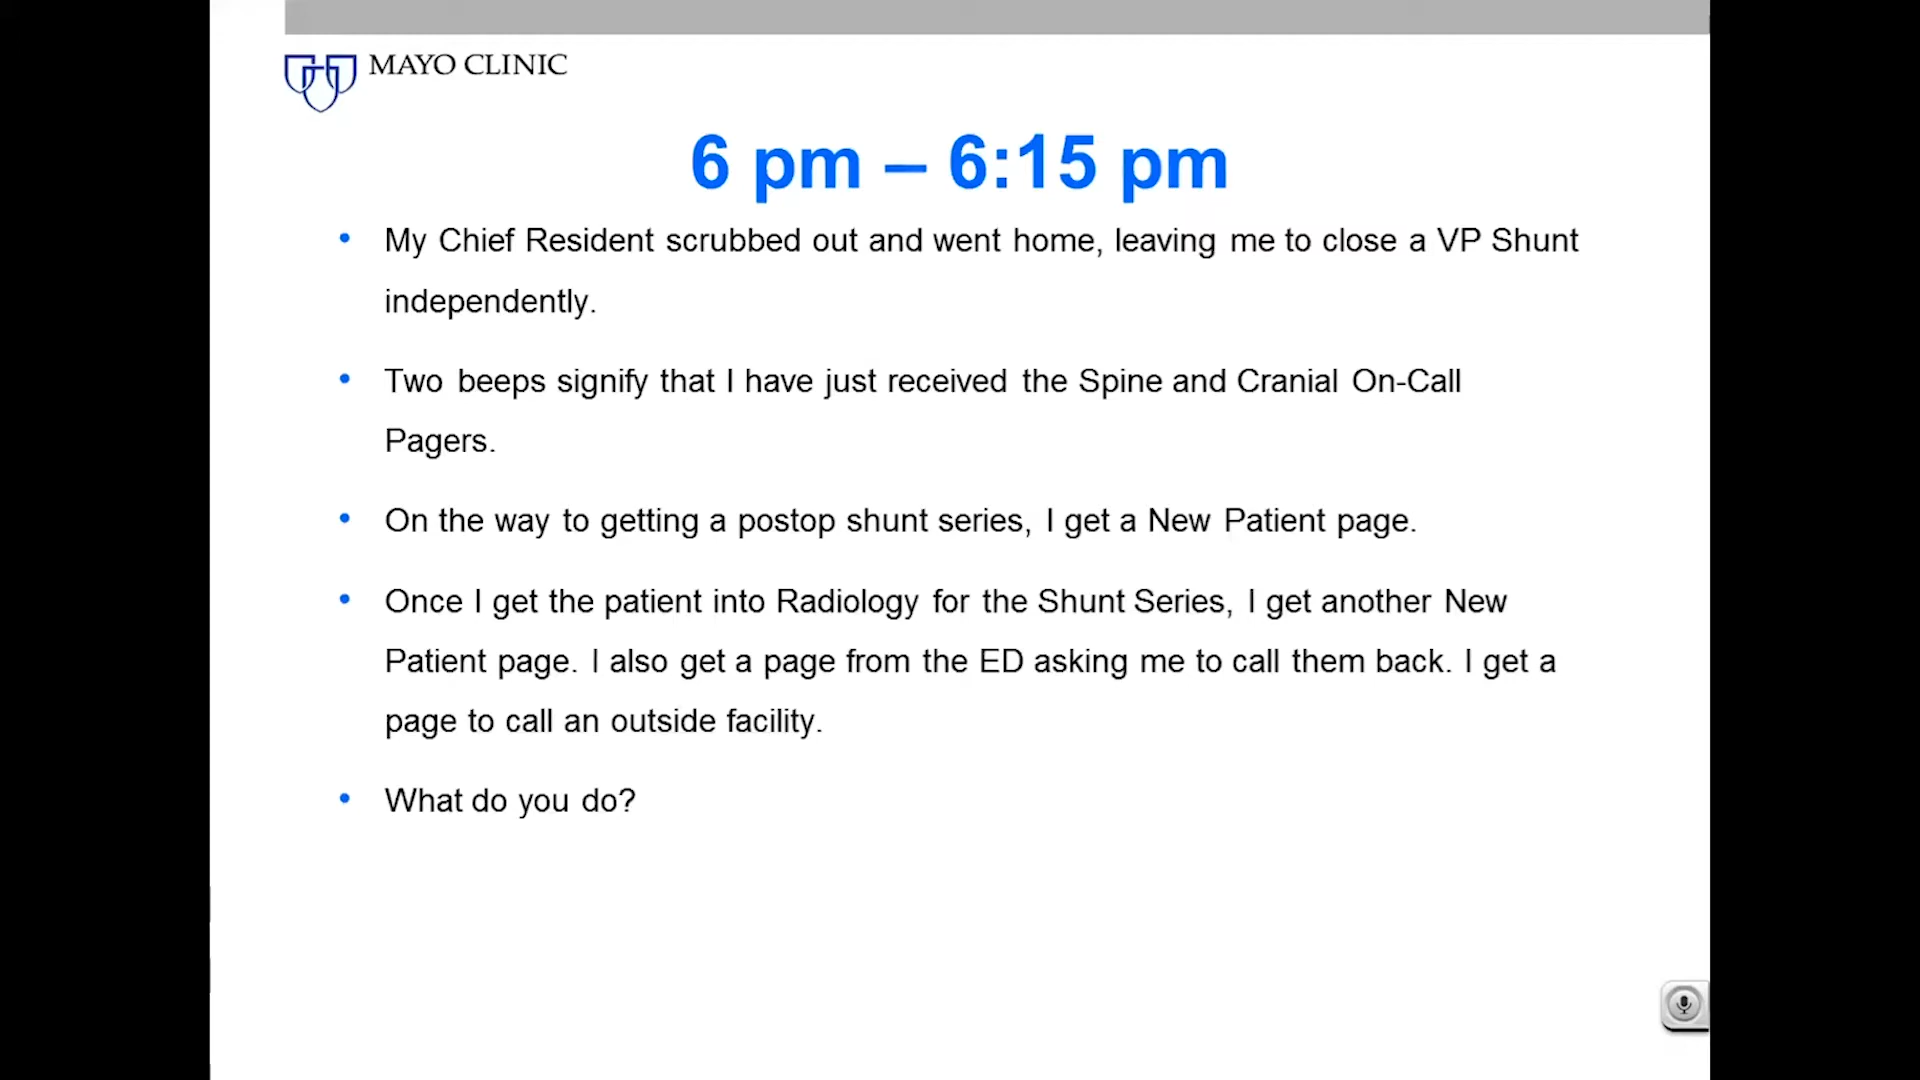 MAYO CLINIC
6 pm – 6:15 pm
• My Chief Resident scrubbed out and went home, leaving me to close a VP Shunt
independently.
• Two beeps signify that I have just received the Spine and Cranial On-Call
Pagers.
• On the way to getting a postop shunt series, I get a New Patient page.
• Once I get the patient into Radiology for the Shunt Series, I get another New
Patient page. I also get a page from the ED asking me to call them back. I get a
page to call an outside facility.
• What do you do?